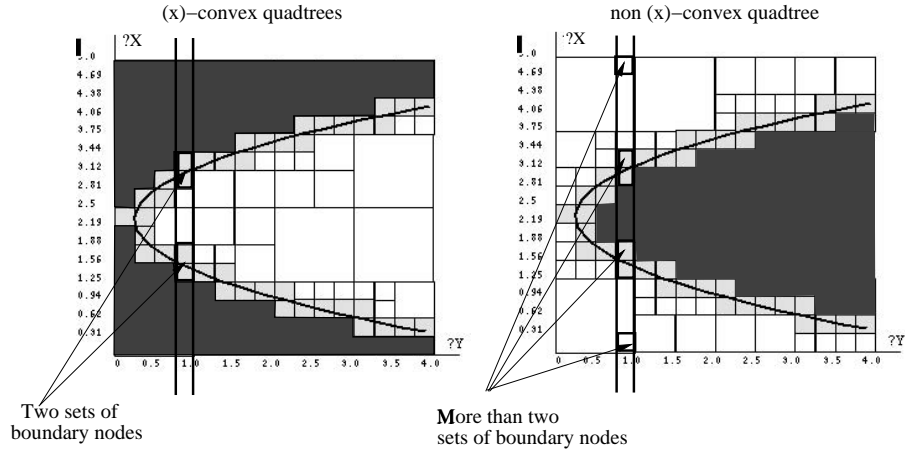 (x)−convex quadtrees
non (x)−convex quadtree
?X
?X
5.0
4.69
4.69
4.38
4.38
4.06
4.06
3.75
3.75
3.44
3.44
3.12
3.12
2.81
2.81
2.5
2.5
2.19
2.19
1.88
1.88
1.56
1.56
1.25
1.25
0.94
0.94
0.62
0.62
0.31
0.31
?Y
?Y
0 0.5 1.0 1.5 2.0 2.5 3.0 3.5 4.0
0 0.5 1.0 1.5 2.0 2.5 3.0 3.5 4.0
Two sets of
boundary nodes
More than two
sets of boundary nodes